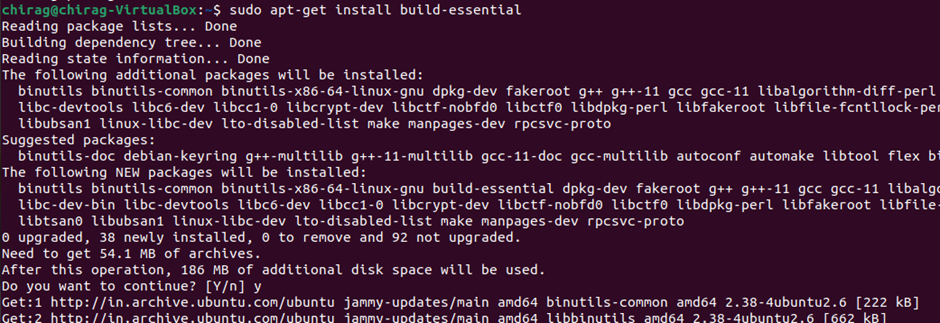 chirag@chirag-VirtualBox:~$ sudo apt-get install build-essential
Reading package lists... Done
Building dependency tree... Done
Reading state information... Done
The following additional packages will be installed:
  binutils binutils-common binutils-x86-64-linux-gnu dpkg-dev fakeroot g++ g++-11 gcc gcc-11 libalgorithm-diff-perl
  libc-devtools libc6-dev libcc1-0 libcrypt-dev libctf-nobfd0 libctf0 libdpkg-perl libfakeroot libfile-fcntllock-per
  libubsan1 linux-libc-dev lto-disabled-list make manpages-dev rpcsvc-proto
Suggested packages:
  binutils-doc debian-keyring g++-multilib g++-11-multilib gcc-11-doc gcc-multilib autoconf automake libtool flex bi
The following NEW packages will be installed:
  binutils binutils-common binutils-x86-64-linux-gnu build-essential dpkg-dev fakeroot g++ g++-11 gcc gcc-11 libalgo
  libc-dev-bin libc-devtools libc6-dev libcc1-0 libcrypt-dev libctf-nobfd0 libctf0 libdpkg-perl libfakeroot libfile-
  libtsan0 libubsan1 linux-libc-dev lto-disabled-list make manpages-dev rpcsvc-proto
0 upgraded, 38 newly installed, 0 to remove and 92 not upgraded.
Need to get 54.1 MB of archives.
After this operation, 186 MB of additional disk space will be used.
Do you want to continue? [Y/n] y
Get:1 http://in.archive.ubuntu.com/ubuntu jammy-updates/main amd64 binutils-common amd64 2.38-4ubuntu2.6 [222 kB]
Get:2 http://in.archive.ubuntu.com/ubuntu jammy-updates/main amd64 libbinutils amd64 2.38-4ubuntu2.6 [662 kB]